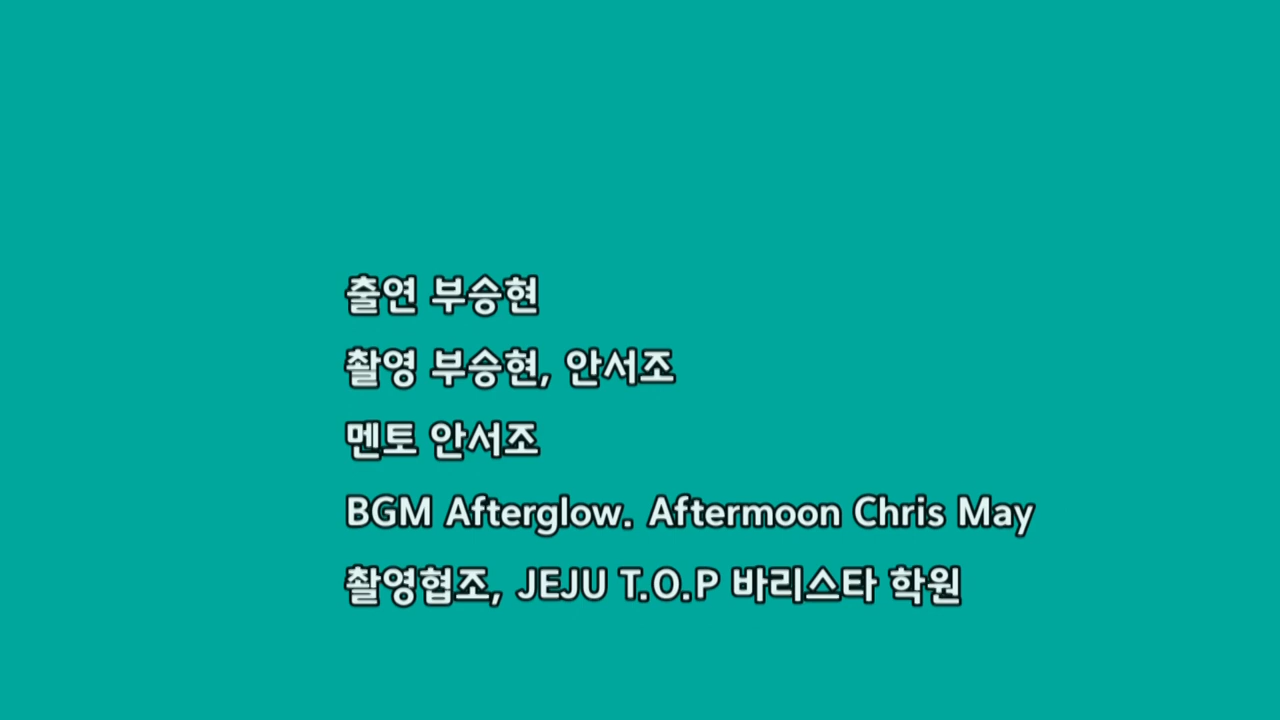 출연 부승현
촬영 부승현, 안서조
멘토 안서조
BGM Afterglow. Aftermoon Chris May
촬영협조, JEJU T.O.P 바리스타 학원